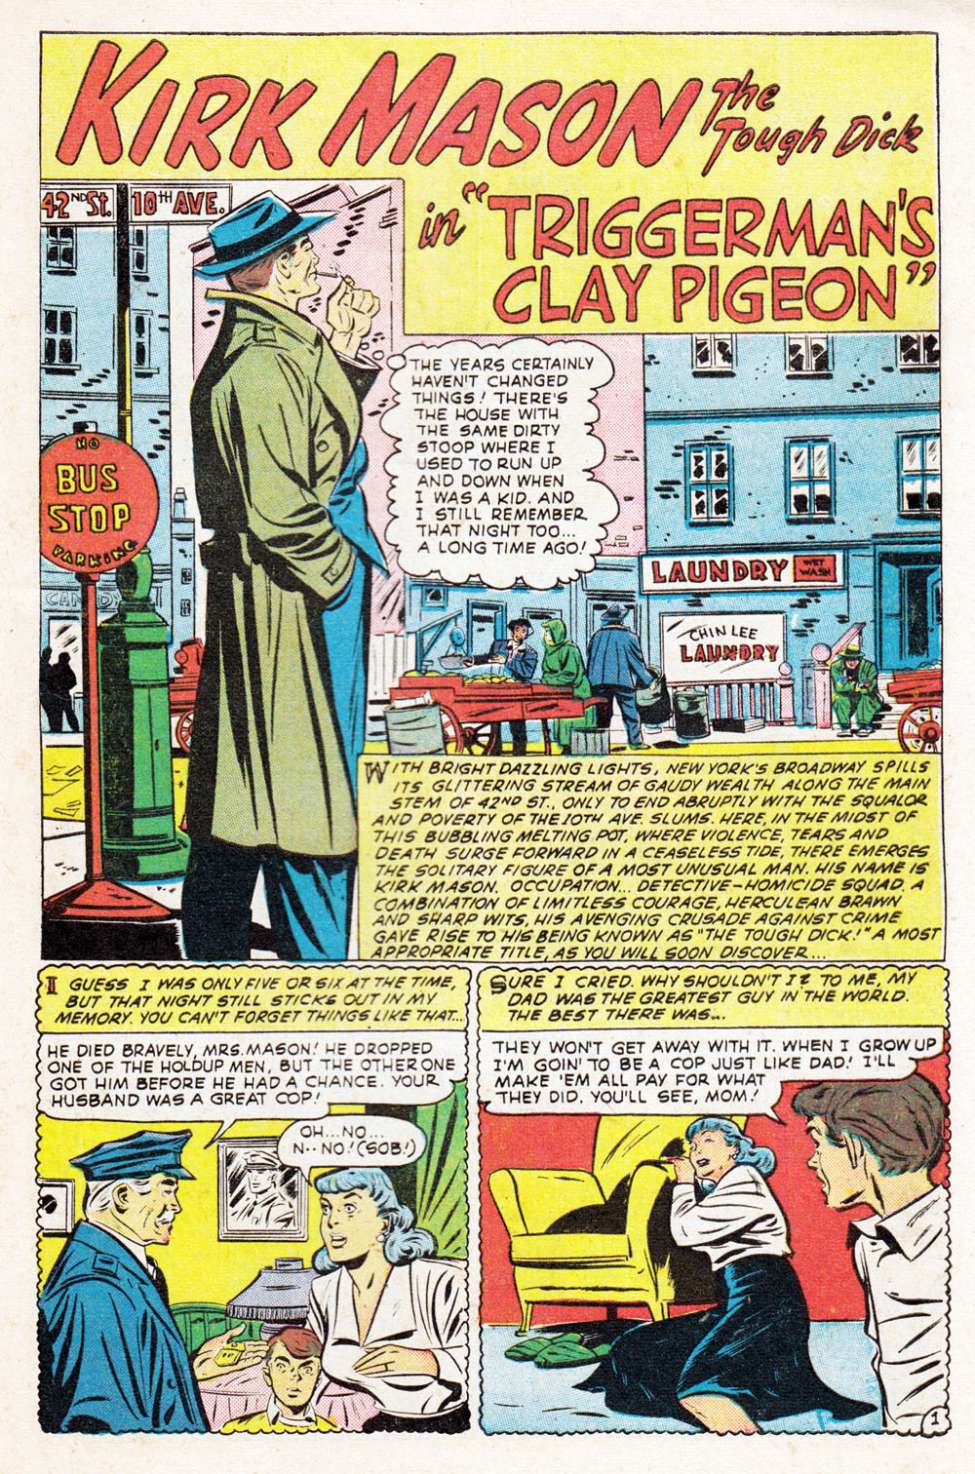 KIRK MASON The Tough Dick
in "TRIGGERMAN'S
CLAY PIGEON"
42ND ST.
10TH AVE.
NO
BUS
STOP
PARKING
THE YEARS CERTAINLY
HAVEN'T CHANGED
THINGS! THERE'S
THE HOUSE WITH
THE SAME DIRTY
STOOP WHERE I
USED TO RUN UP
AND DOWN WHEN
I WAS A KID. AND
I STILL REMEMBER
THAT NIGHT TOO...
A LONG TIME AGO!
LAUNDRY
WET
WASH
CHIN LEE
LAUNDRY
WITH BRIGHT DAZZLING LIGHTS, NEW YORK'S BROADWAY SPILLS
ITS GLITTERING STREAM OF GAUDY WEALTH ALONG THE MAIN
STEM OF 42ND ST., ONLY TO END ABRUPTLY WITH THE SQUALOR
AND POVERTY OF THE 10TH AVE. SLUMS. HERE, IN THE MIDST OF
THIS BUBBLING MELTING POT, WHERE VIOLENCE, TEARS AND
DEATH SURGE FORWARD IN A CEASELESS TIDE, THERE EMERGES
THE SOLITARY FIGURE OF A MOST UNUSUAL MAN. HIS NAME IS
KIRK MASON. OCCUPATION... DETECTIVE-HOMICIDE SQUAD. A
COMBINATION OF LIMITLESS COURAGE, HERCULEAN BRAWN
AND SHARP WITS, HIS AVENGING CRUSADE AGAINST CRIME
GAVE RISE TO HIS BEING KNOWN AS "THE TOUGH DICK!" A MOST
APPROPRIATE TITLE, AS YOU WILL SOON DISCOVER...
I GUESS I WAS ONLY FIVE OR SIX AT THE TIME,
BUT THAT NIGHT STILL STICKS OUT IN MY
MEMORY. YOU CAN'T FORGET THINGS LIKE THAT...
HE DIED BRAVELY, MRS. MASON! HE DROPPED
ONE OF THE HOLDUP MEN, BUT THE OTHER ONE
GOT HIM BEFORE HE HAD A CHANCE. YOUR
HUSBAND WAS A GREAT COP!
OH...NO...
N--NO! (SOB!)
SURE I CRIED. WHY SHOULDN'T I? TO ME, MY
DAD WAS THE GREATEST GUY IN THE WORLD.
THE BEST THERE WAS...
THEY WON'T GET AWAY WITH IT. WHEN I GROW UP
I'M GOIN' TO BE A COP JUST LIKE DAD! I'LL
MAKE 'EM ALL PAY FOR WHAT
THEY DID. YOU'LL SEE, MOM!
1